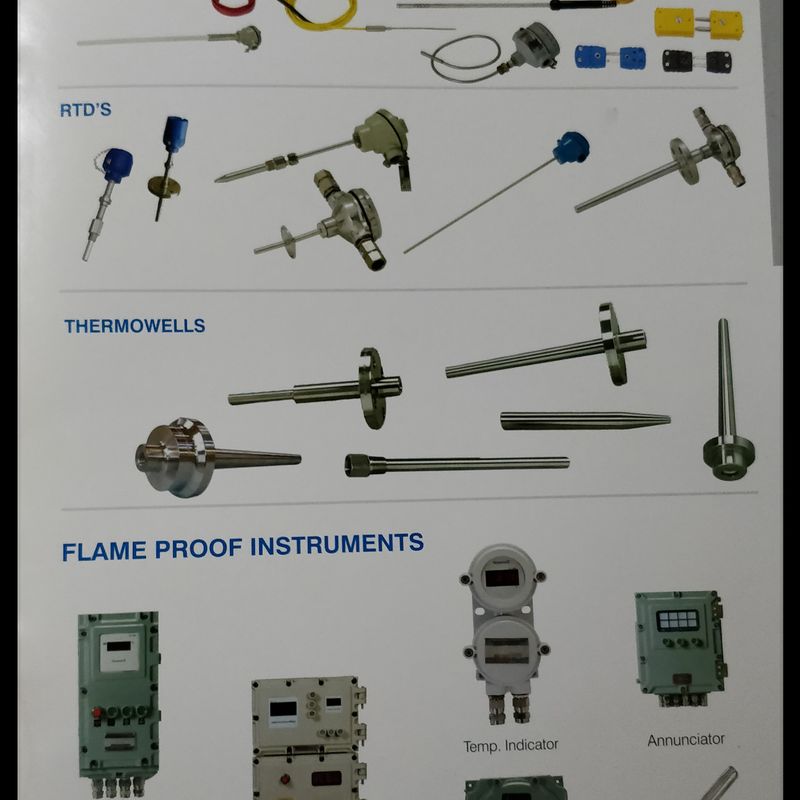 RTD'S
THERMOWELLS
FLAME PROOF INSTRUMENTS
Temp. Indicator
Annunciator